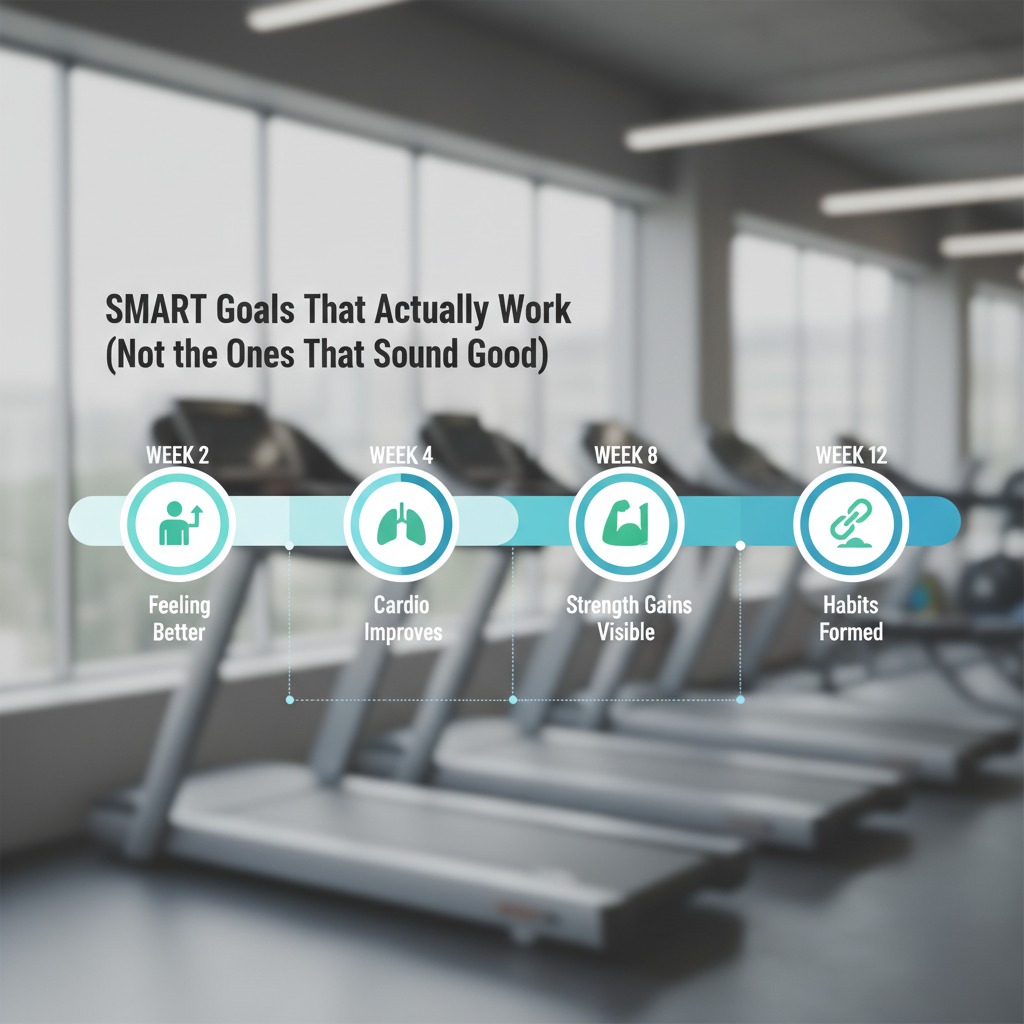 SMART Goals That Actually Work
(Not the Ones That Sound Good)
WEEK 2
Feeling
Better
WEEK 4
Cardio
Improves
WEEK 8
Strength Gains
Visible
WEEK 12
Habits
Formed